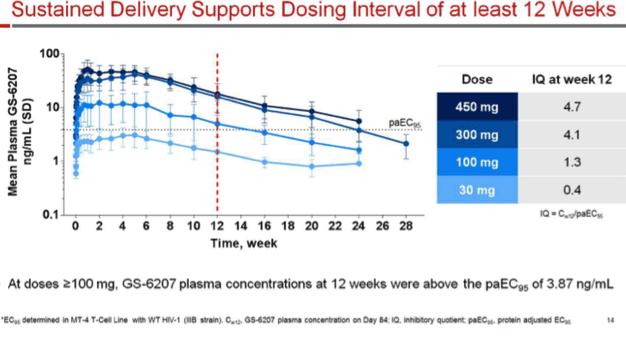 Sustained Delivery Supports Dosing Interval of at least 12 Weeks
Mean Plasma GS-6207
ng/mL (SD)
100
10
1
0.1
paEC95
0 2 4 6 8 10 12 14 16 18 20 22 24 26 28
Time, week
Dose IQ at week 12
450 mg 4.7
300 mg 4.1
100 mg 1.3
30 mg 0.4
IQ = Cw12/paEC95
At doses ≥100 mg, GS-6207 plasma concentrations at 12 weeks were above the paEC95 of 3.87 ng/mL
*EC95 determined in MT-4 T-Cell Line with WT HIV-1 (IIIB strain). Cw12, GS-6207 plasma concentration on Day 84; IQ, inhibitory quotient; paEC95, protein adjusted EC95
14